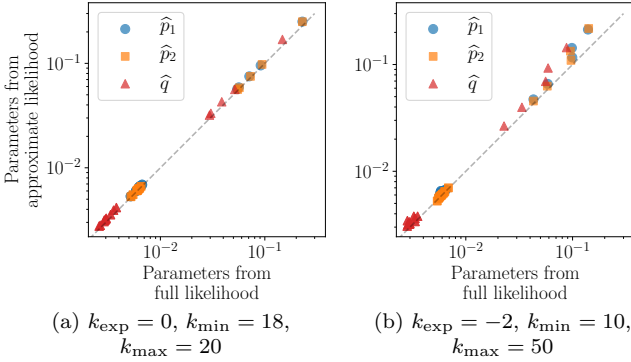 Parameters from
approximate likelihood
10⁻¹
10⁻²
p̂₁
p̂₂
q̂
10⁻²
10⁻¹
Parameters from
full likelihood
(a) k_exp = 0, k_min = 18,
k_max = 20
10⁻¹
10⁻²
p̂₁
p̂₂
q̂
10⁻²
10⁻¹
Parameters from
full likelihood
(b) k_exp = −2, k_min = 10,
k_max = 50